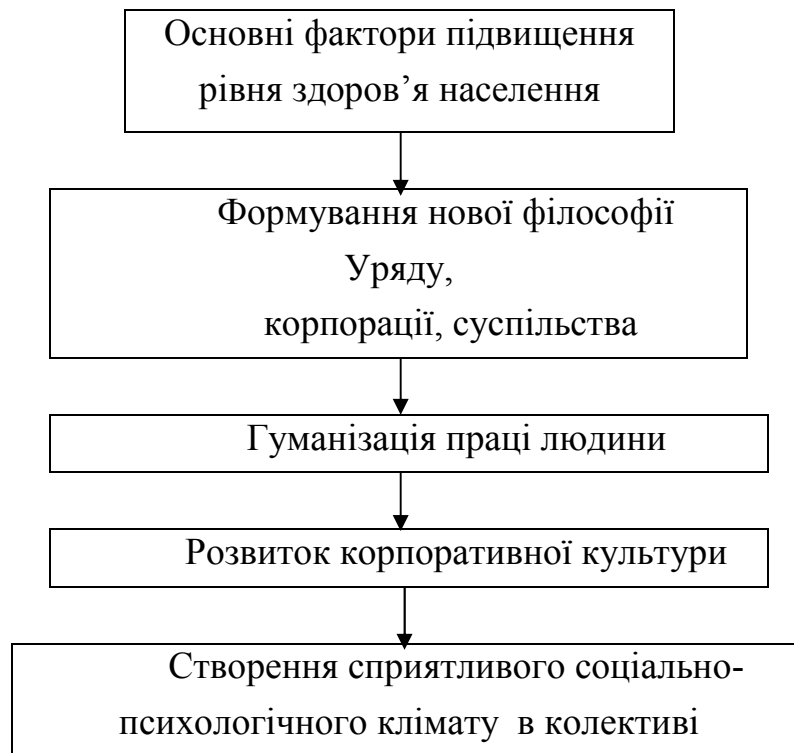 Основні фактори підвищення
рівня здоров’я населення
Формування нової філософії
Уряду,
корпорації, суспільства
Гуманізація праці людини
Розвиток корпоративної культури
Створення сприятливого соціально-
психологічного клімату в колективі